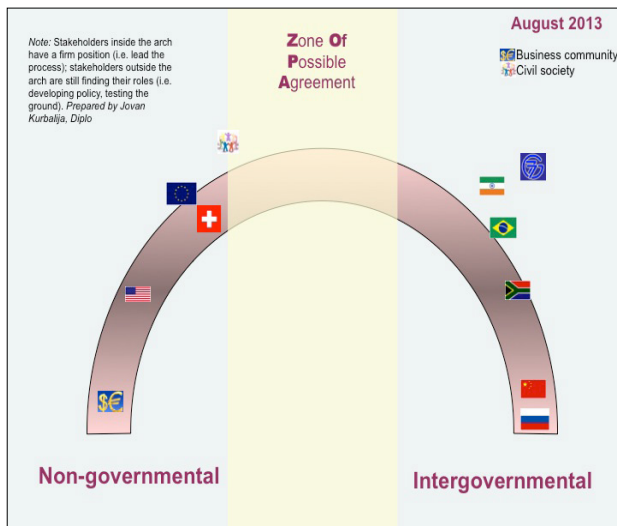 August 2013
Note: Stakeholders inside the arch
have a firm position (i.e. lead the
process); stakeholders outside the
arch are still finding their roles (i.e.
developing policy, testing the
ground). Prepared by Jovan
Kurbalija, Diplo
Zone Of
Possible
Agreement
Business community
Civil society
$€
Non-governmental
Intergovernmental